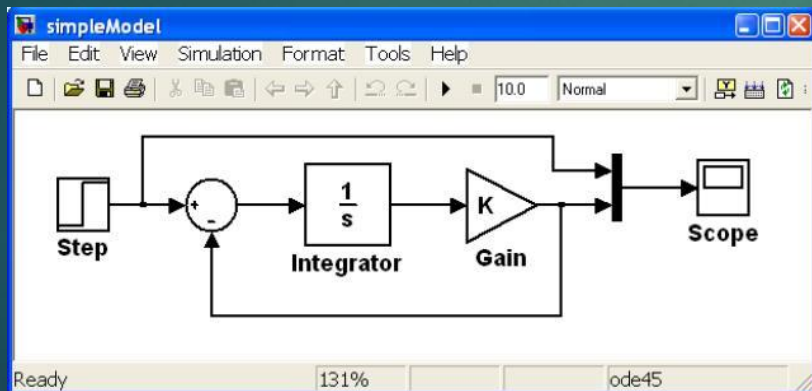 simpleModel
File Edit View Simulation Format Tools Help
10.0 Normal
+
-
1
s
K
Step
Integrator
Gain
Scope
Ready 131% ode45